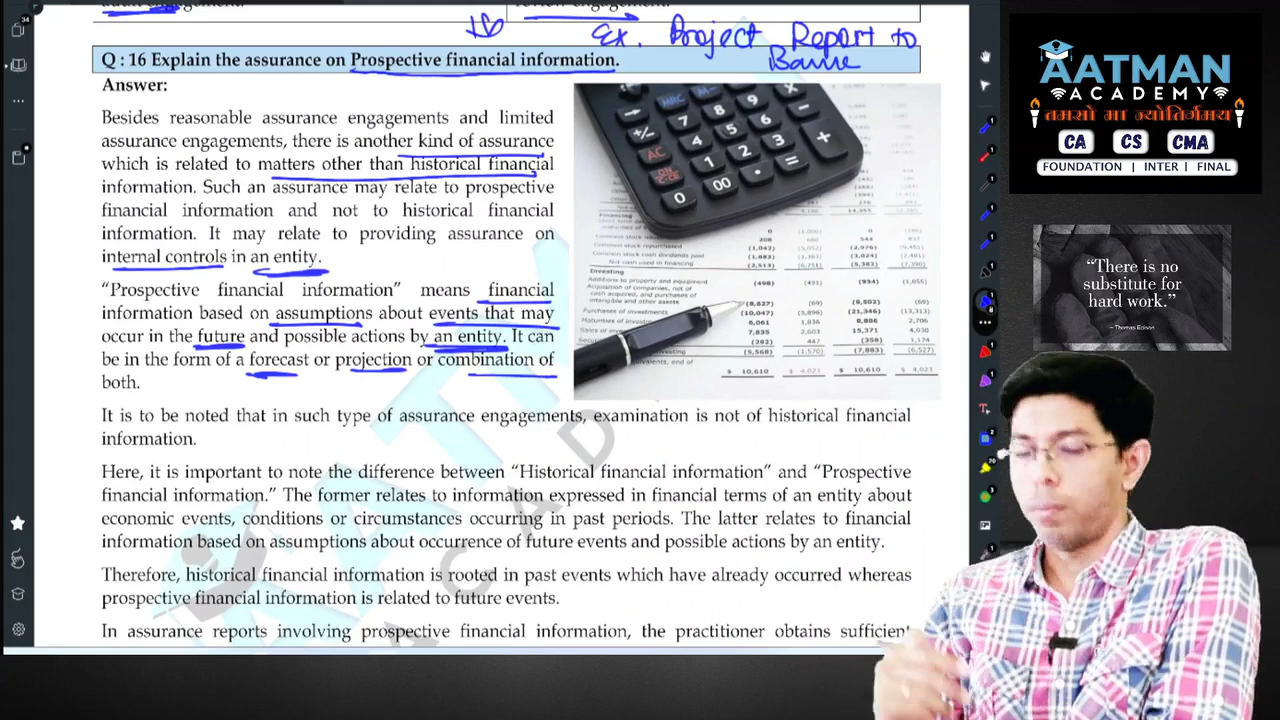 Ex. Project Report to
Q : 16 Explain the assurance on Prospective financial information.
Answer:
Besides reasonable assurance engagements and limited
assurance engagements, there is another kind of assurance
which is related to matters other than historical financial
information. Such an assurance may relate to prospective
financial information and not to historical financial
information. It may relate to providing assurance on
internal controls in an entity.
“Prospective financial information” means financial
information based on assumptions about events that may
occur in the future and possible actions by an entity. It can
be in the form of a forecast or projection or combination of
both.
It is to be noted that in such type of assurance engagements, examination is not of historical financial
information.
Here, it is important to note the difference between “Historical financial information” and “Prospective
financial information.” The former relates to information expressed in financial terms of an entity about
economic events, conditions or circumstances occurring in past periods. The latter relates to financial
information based on assumptions about occurrence of future events and possible actions by an entity.
Therefore, historical financial information is rooted in past events which have already occurred whereas
prospective financial information is related to future events.
In assurance reports involving prospective financial information, the practitioner obtains sufficient
AATMAN
ACADEMY
तमसो मा ज्योतिर्गमय
CA CS CMA
FOUNDATION | INTER | FINAL
“There is no
substitute for
hard work.”
– Thomas Edison